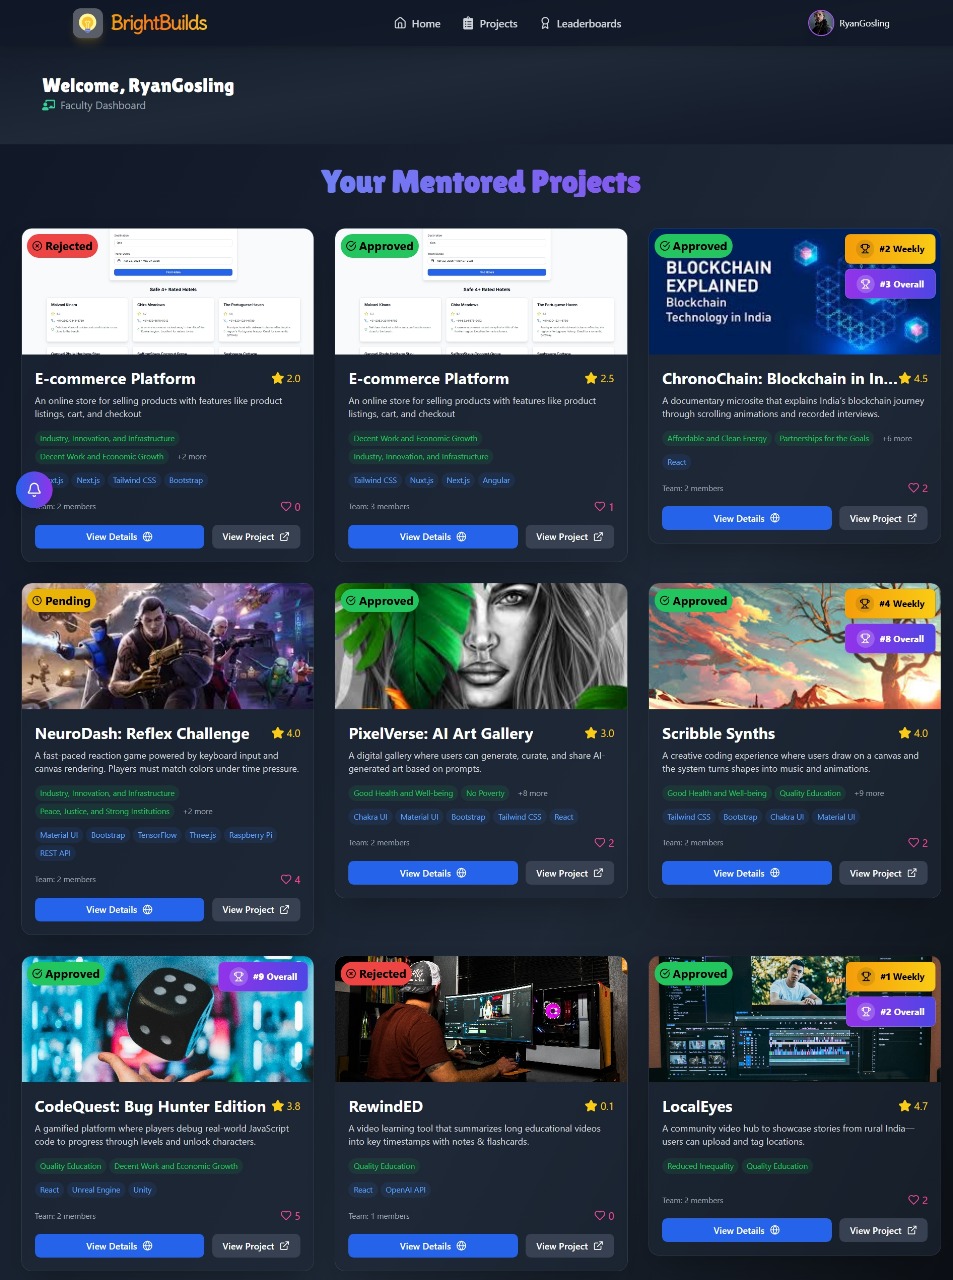 BrightBuilds
Home
Projects
Leaderboards
RyanGosling
Welcome, RyanGosling
Faculty Dashboard
Your Mentored Projects
Rejected
Safe 4+ Rated Hotels
E-commerce Platform
2.0
An online store for selling products with features like product
listings, cart, and checkout
Industry, Innovation, and Infrastructure
Decent Work and Economic Growth
+2 more
Next.js
Tailwind CSS
Bootstrap
Team: 2 members
0
View Details
View Project
Approved
Safe 4+ Rated Hotels
E-commerce Platform
2.5
An online store for selling products with features like product
listings, cart, and checkout
Decent Work and Economic Growth
Industry, Innovation, and Infrastructure
Tailwind CSS
Nuxt.js
Next.js
Angular
Team: 3 members
1
View Details
View Project
Approved
#2 Weekly
#3 Overall
BLOCKCHAIN
EXPLAINED
Blockchain
Technology in India
ChronoChain: Blockchain in In...
4.5
A documentary microsite that explains India's blockchain journey
through scrolling animations and recorded interviews.
Affordable and Clean Energy
Partnerships for the Goals
+6 more
React
Team: 2 members
2
View Details
View Project
Pending
NeuroDash: Reflex Challenge
4.0
A fast-paced reaction game powered by keyboard input and
canvas rendering. Players must match colors under time pressure.
Industry, Innovation, and Infrastructure
Peace, Justice, and Strong Institutions
+2 more
Material UI
Bootstrap
TensorFlow
Three.js
Raspberry Pi
REST API
Team: 2 members
4
View Details
View Project
Approved
PixelVerse: AI Art Gallery
3.0
A digital gallery where users can generate, curate, and share AI-
generated art based on prompts.
Good Health and Well-being
No Poverty
+8 more
Chakra UI
Material UI
Bootstrap
Tailwind CSS
React
Team: 2 members
2
View Details
View Project
Approved
#4 Weekly
#8 Overall
Scribble Synths
4.0
A creative coding experience where users draw on a canvas and
the system turns shapes into music and animations.
Good Health and Well-being
Quality Education
+9 more
Tailwind CSS
Bootstrap
Chakra UI
Material UI
Team: 2 members
2
View Details
View Project
Approved
#9 Overall
CodeQuest: Bug Hunter Edition
3.8
A gamified platform where players debug real-world JavaScript
code to progress through levels and unlock characters.
Quality Education
Decent Work and Economic Growth
React
Unreal Engine
Unity
Team: 2 members
5
View Details
View Project
Rejected
RewindED
0.1
A video learning tool that summarizes long educational videos
into key timestamps with notes & flashcards.
Quality Education
React
OpenAI API
Team: 1 members
0
View Details
View Project
Approved
#1 Weekly
#2 Overall
LocalEyes
4.7
A community video hub to showcase stories from rural India—
users can upload and tag locations.
Reduced Inequality
Quality Education
Team: 2 members
2
View Details
View Project